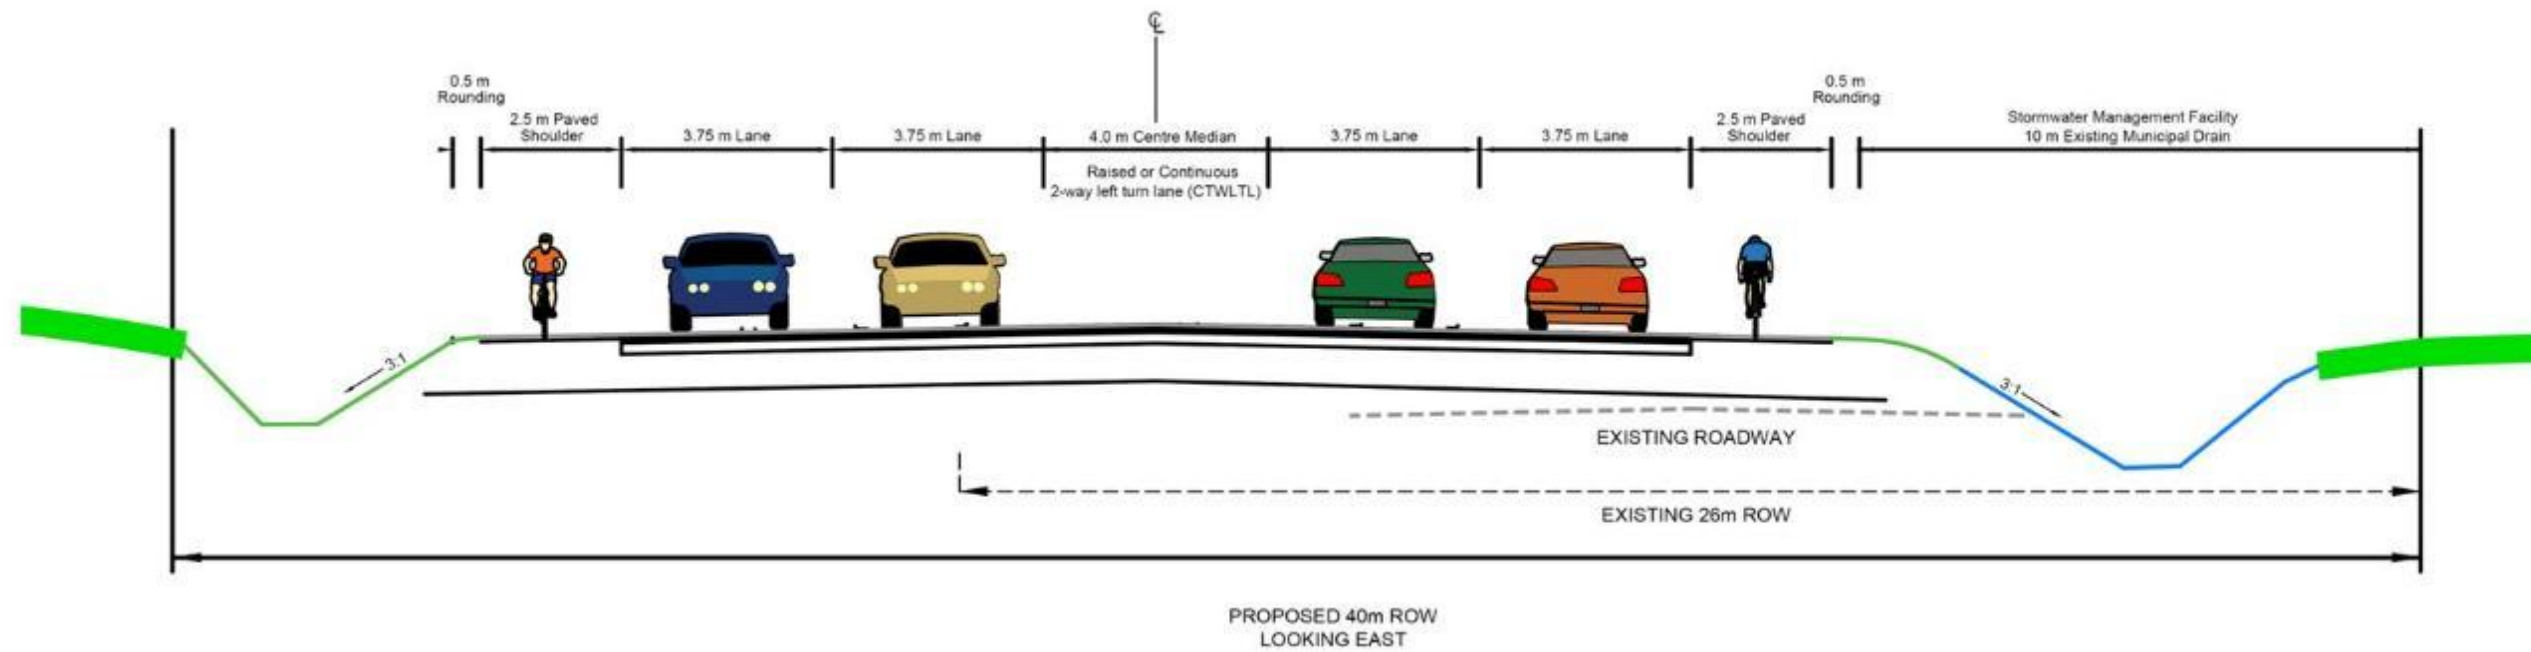 ℄
0.5 m
Rounding
2.5 m Paved
Shoulder
3.75 m Lane
3.75 m Lane
4.0 m Centre Median
Raised or Continuous
2-way left turn lane (CTWLTL)
3.75 m Lane
3.75 m Lane
2.5 m Paved
Shoulder
0.5 m
Rounding
Stormwater Management Facility
10 m Existing Municipal Drain
3:1
3:1
EXISTING ROADWAY
EXISTING 26m ROW
PROPOSED 40m ROW
LOOKING EAST